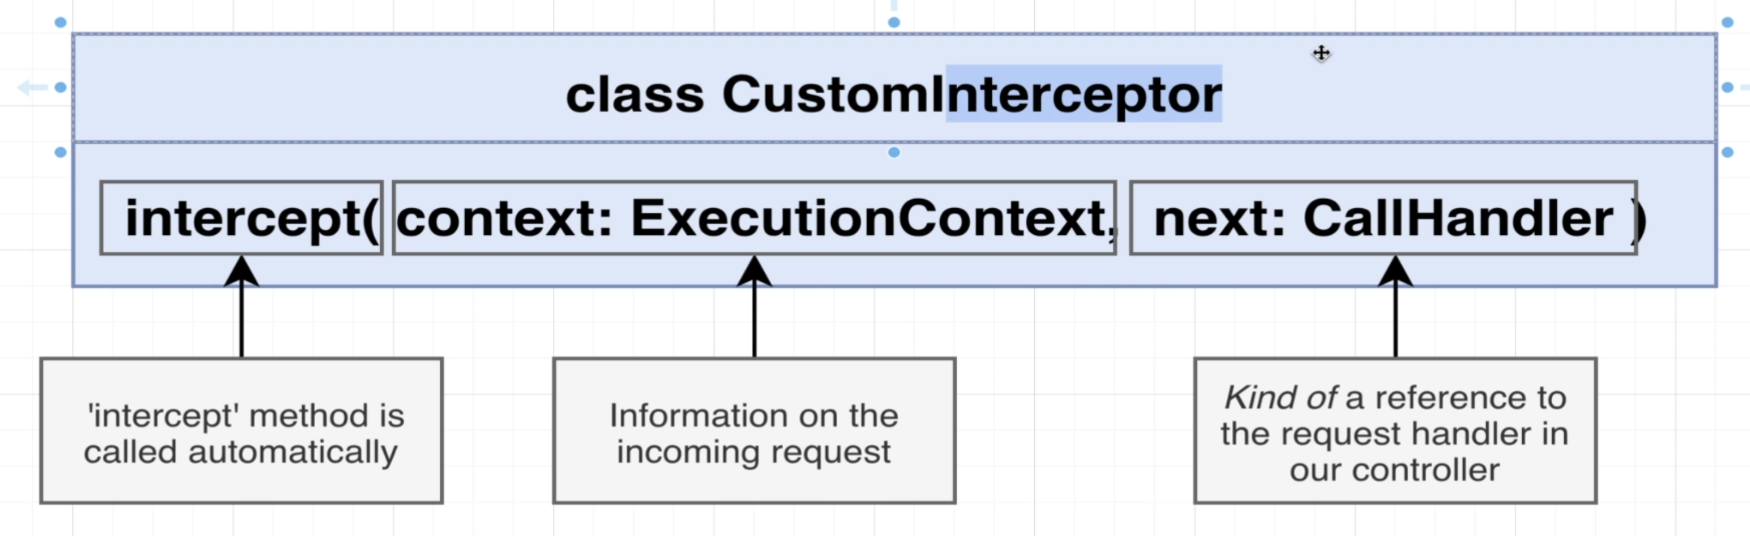 class CustomInterceptor
intercept( context: ExecutionContext, next: CallHandler )
'intercept' method is
called automatically
Information on the
incoming request
Kind of a reference to
the request handler in
our controller